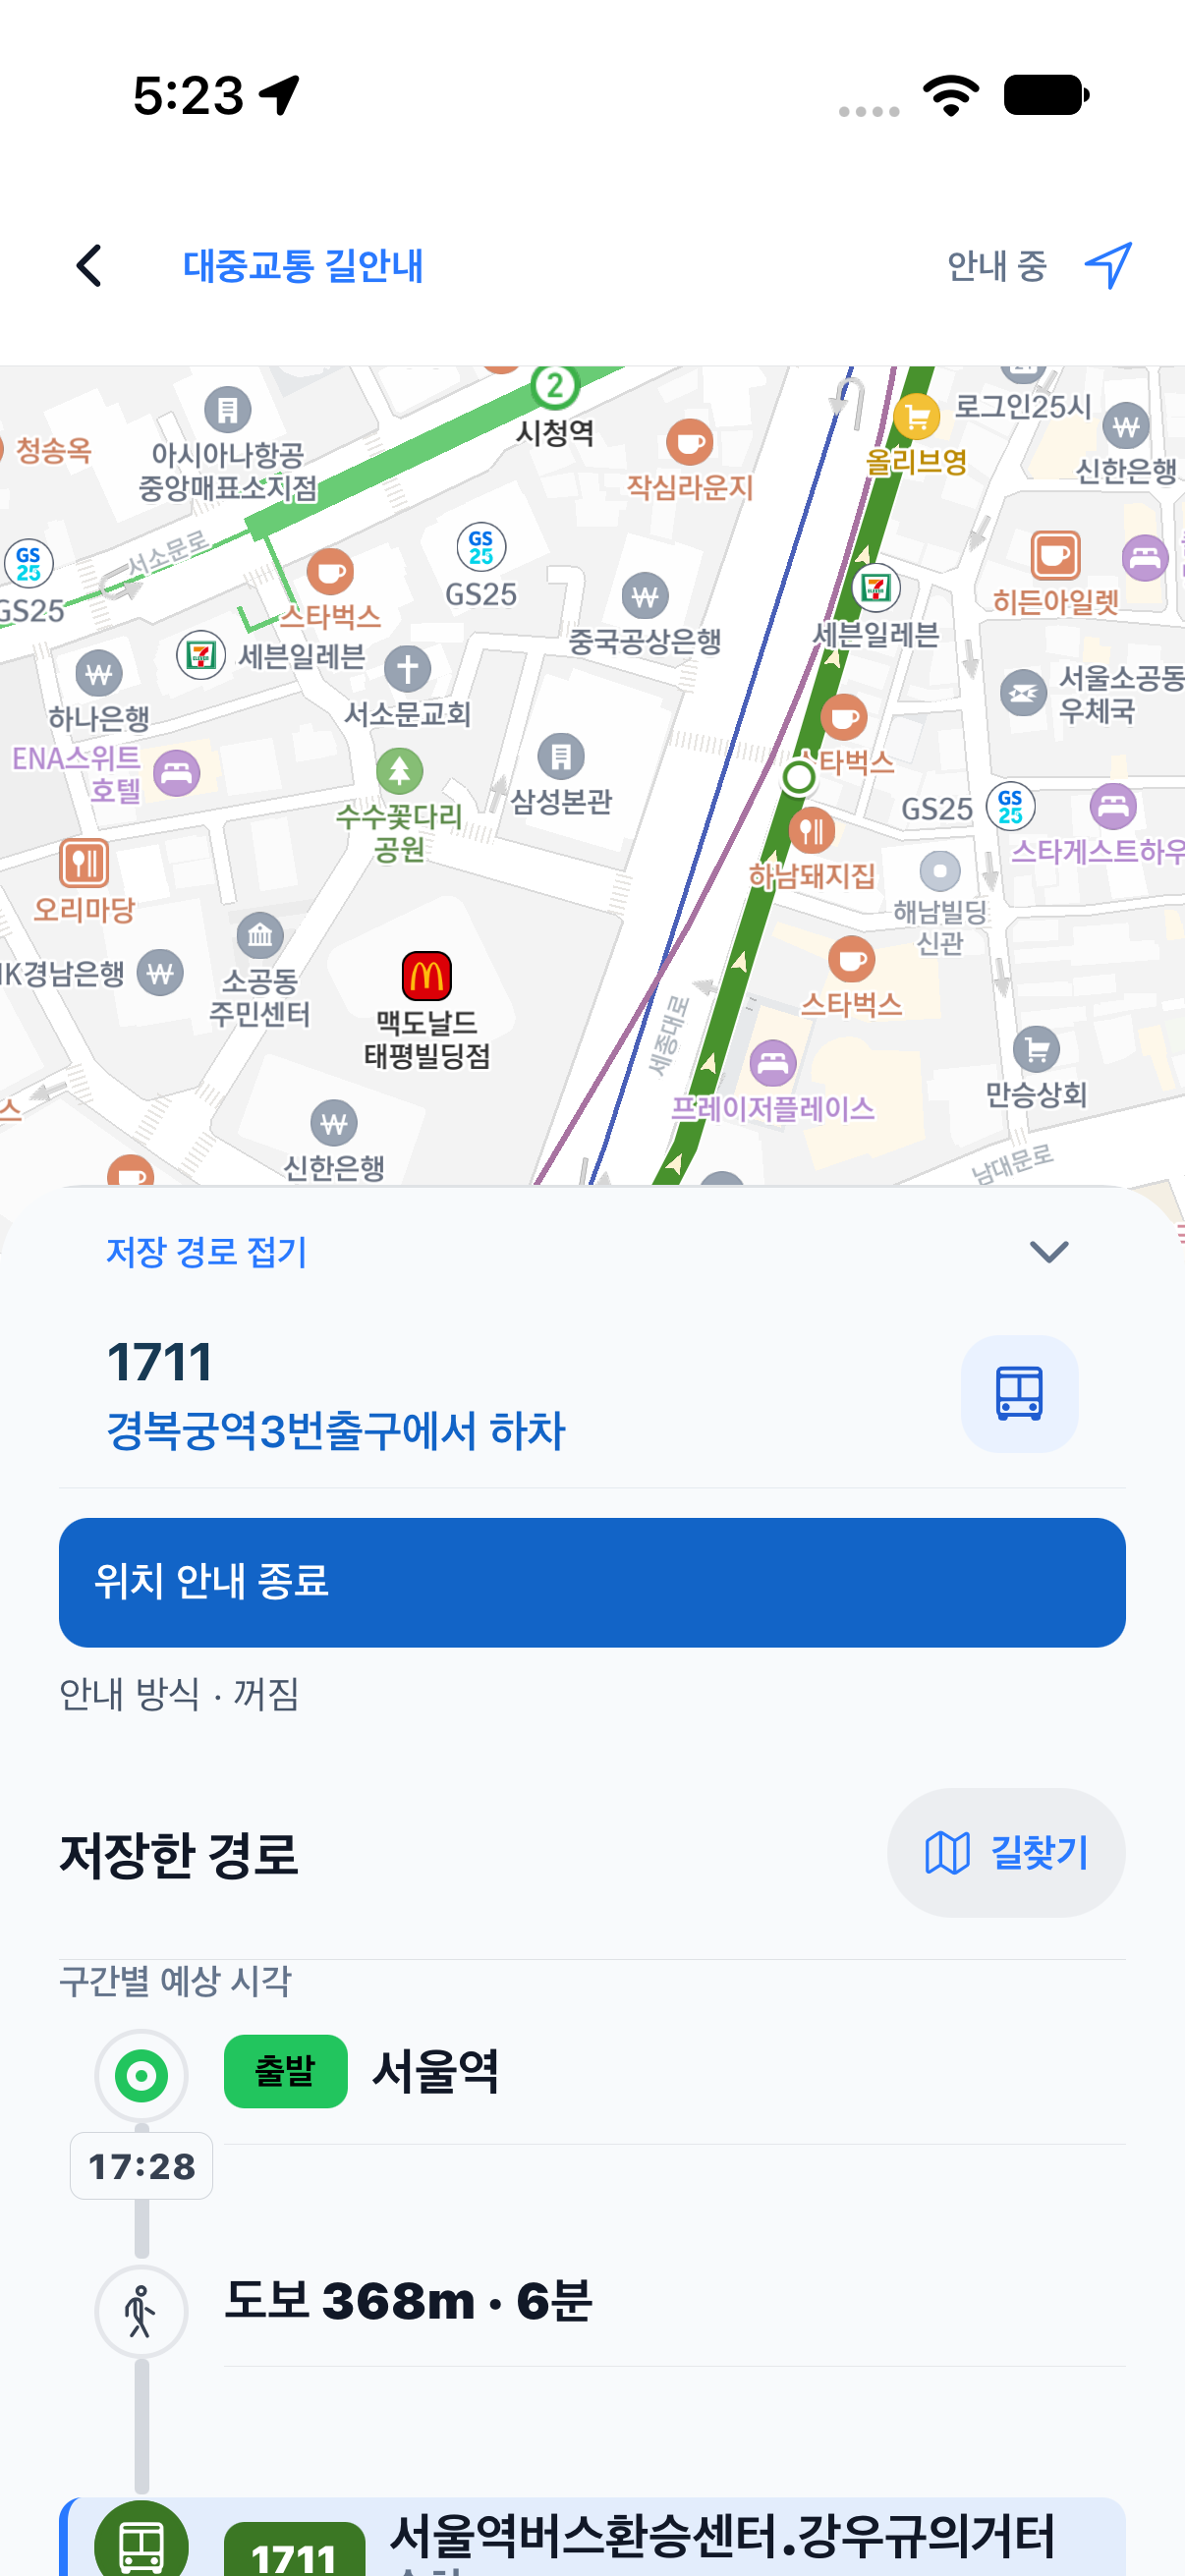 5:23
대중교통 길안내
안내 중
2
시청역
청송옥
아시아나항공
중앙매표소지점
작심라운지
올리브영
로그인25시
신한은행
서소문로
GS25
GS25
스타벅스
GS25
GS25
중국공상은행
세븐일레븐
히든아일렛
세븐일레븐
하나은행
서소문교회
서울소공동
우체국
ENA스위트
호텔
수수꽃다리
공원
삼성본관
스타벅스
GS25
GS25
스타게스트하우
오리마당
하남돼지집
해남빌딩
신관
경남은행
소공동
주민센터
맥도날드
태평빌딩점
스타벅스
세종대로
프레이저플레이스
만승상회
스
신한은행
남대문로
저장 경로 접기
1711
경복궁역3번출구에서 하차
위치 안내 종료
안내 방식 · 꺼짐
저장한 경로
길찾기
구간별 예상 시각
출발 서울역
17:28
도보 368m · 6분
1711 서울역버스환승센터.강우규의거터